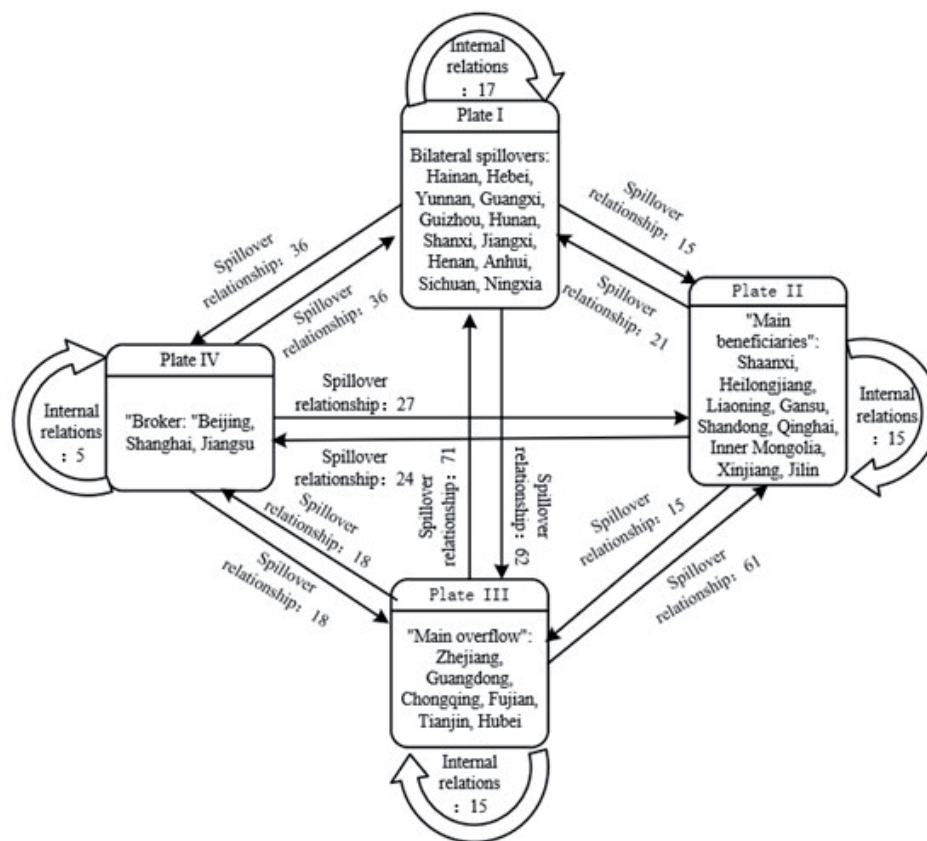 Internal
relations
: 17
Plate I
Bilateral spillovers:
Hainan, Hebei,
Yunnan, Guangxi,
Guizhou, Hunan,
Shanxi, Jiangxi,
Henan, Anhui,
Sichuan, Ningxia
Spillover
relationship: 36
Spillover
relationship: 36
Spillover
relationship: 15
Spillover
relationship: 21
Plate II
"Main
beneficiaries":
Shaanxi,
Heilongjiang,
Liaoning, Gansu,
Shandong, Qinghai,
Inner Mongolia,
Xinjiang, Jilin
Internal
relations
: 15
Plate IV
"Broker: "Beijing,
Shanghai, Jiangsu
Internal
relations
: 5
Spillover
relationship: 27
Spillover
relationship: 24
Spillover
relationship: 71
Spillover
relationship: 62
Spillover
relationship: 18
Spillover
relationship: 18
Spillover
relationship: 15
Spillover
relationship: 61
Plate III
"Main overflow":
Zhejiang,
Guangdong,
Chongqing, Fujian,
Tianjin, Hubei
Internal
relations
: 15